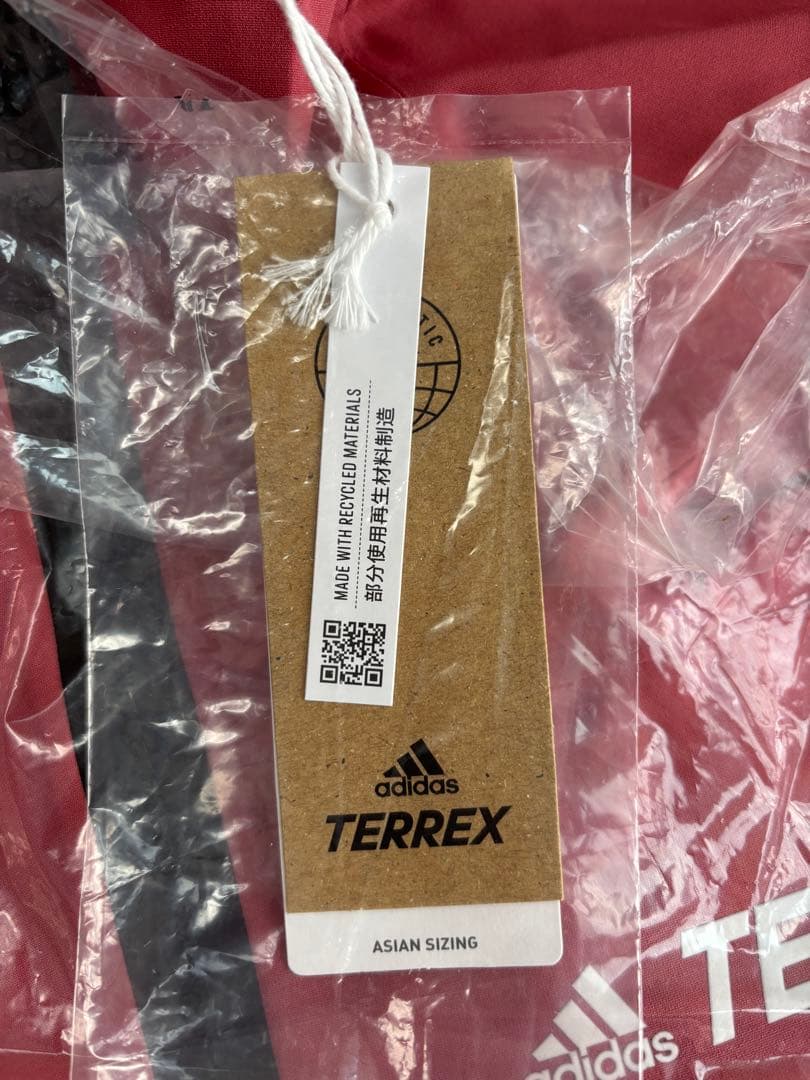 TIC
MADE WITH RECYCLED MATERIALS
部分使用再生材料制造
adidas
TERREX
ASIAN SIZING
TE
adidas